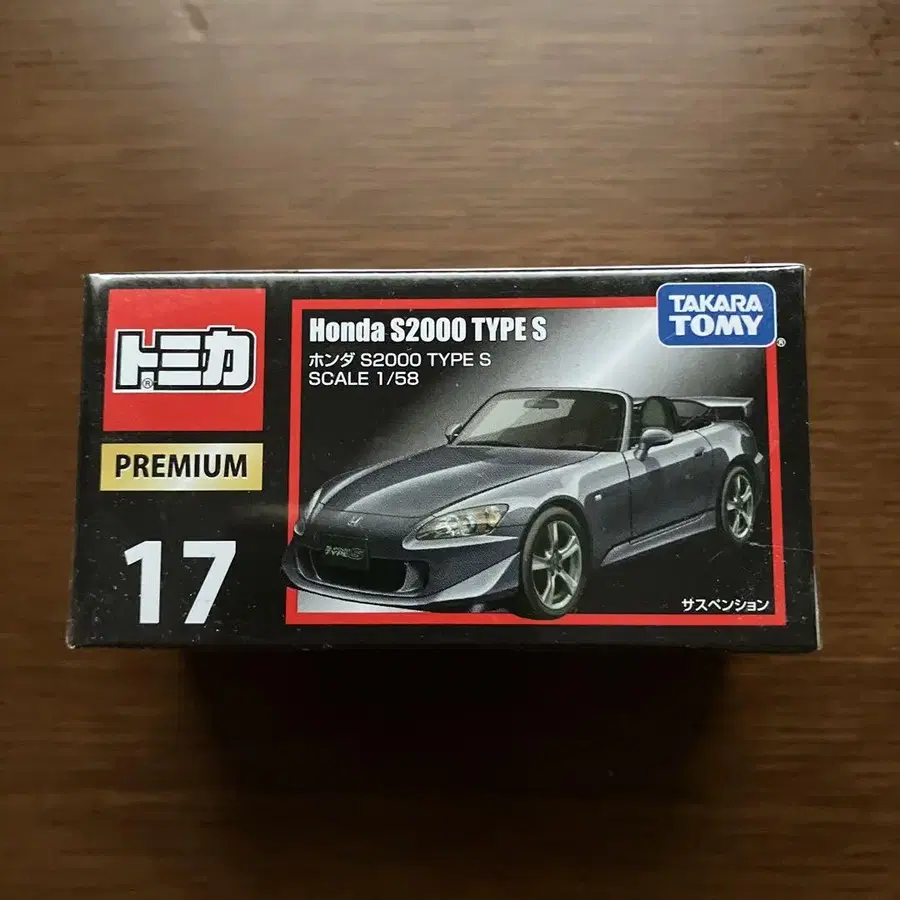 トミカ
®
PREMIUM
17
Honda S2000 TYPE S
ホンダ S2000 TYPE S
SCALE 1/58
TAKARA
TOMY
®
サスペンション